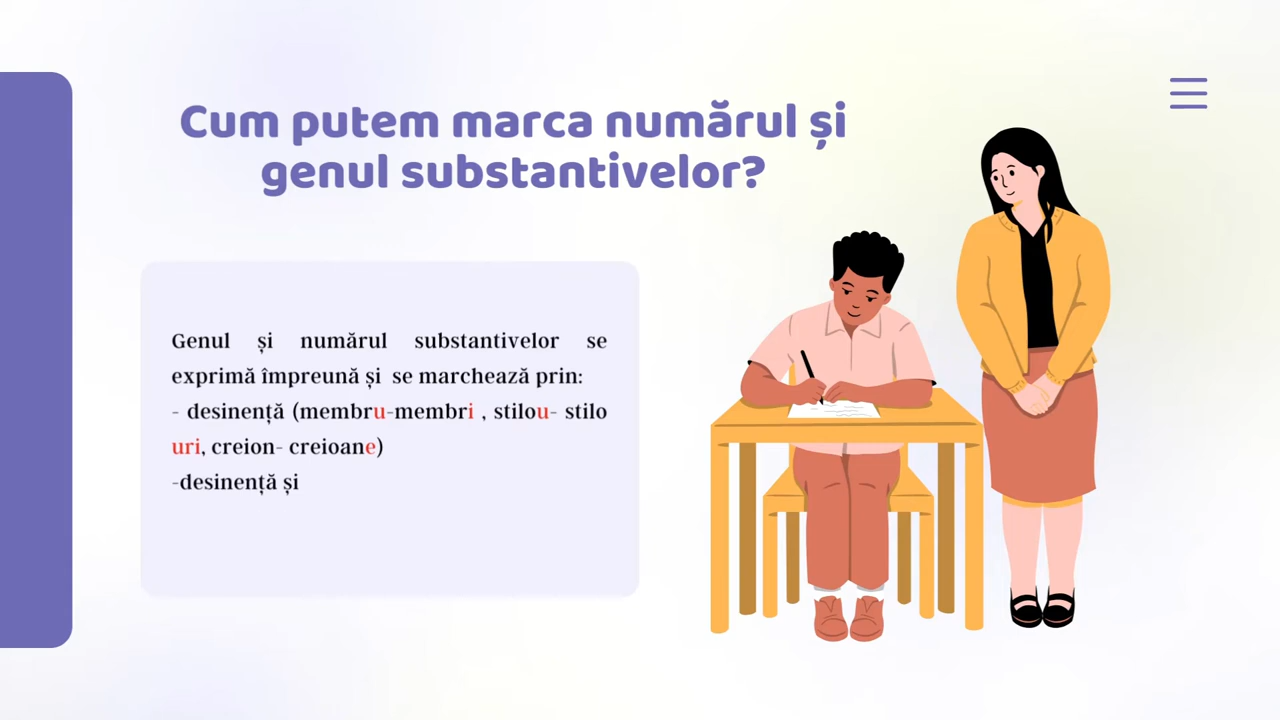 Cum putem marca numărul și
genul substantivelor?
Genul și numărul substantivelor se
exprimă împreună și se marchează prin:
- desinență (membru-membri , stilou- stilo
uri, creion- creioane)
-desinență și